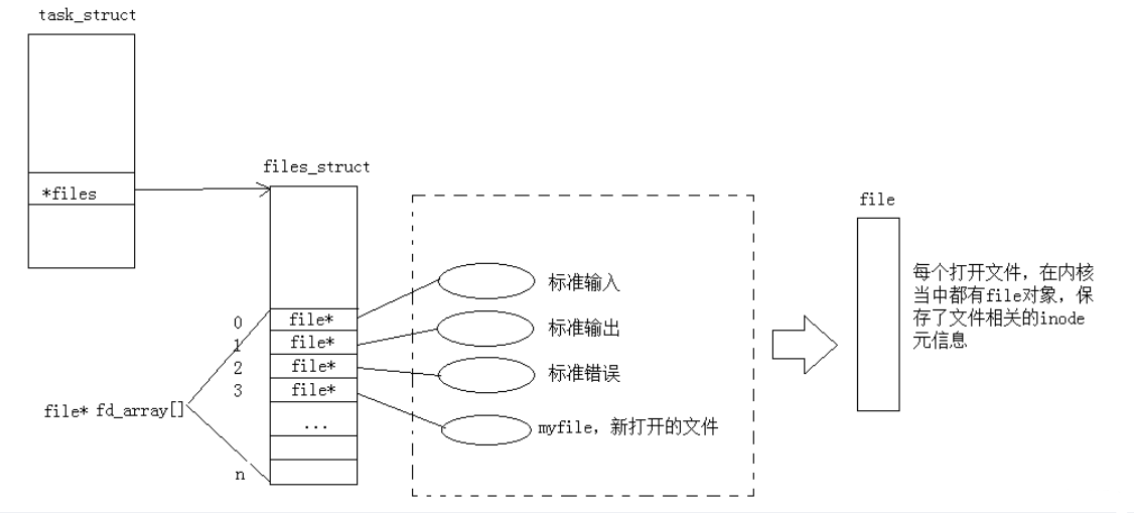 task_struct
*files
files_struct
file*
file*
file*
file*
...
0
1
2
3
n
file* fd_array[]
标准输入
标准输出
标准错误
myfile，新打开的文件
file
每个打开文件，在内核
当中都有file对象，保
存了文件相关的inode
元信息